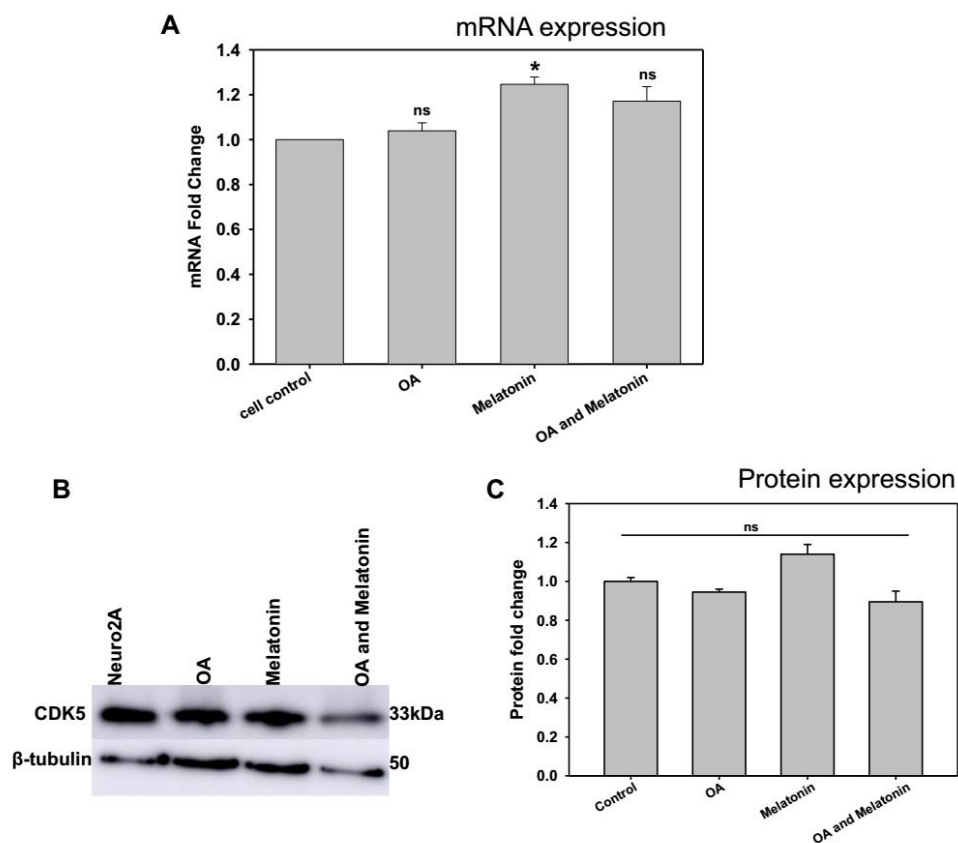 A
mRNA expression
1.4
1.2
1.0
0.8
0.6
0.4
0.2
0.0
mRNA Fold Change
ns
*
ns
cell control
OA
Melatonin
OA and Melatonin
B
Neuro2A
OA
Melatonin
OA and Melatonin
CDK5
33kDa
β-tubulin
50
C
Protein expression
1.4
1.2
1.0
0.8
0.6
0.4
0.2
0.0
Protein fold change
ns
Control
OA
Melatonin
OA and Melatonin